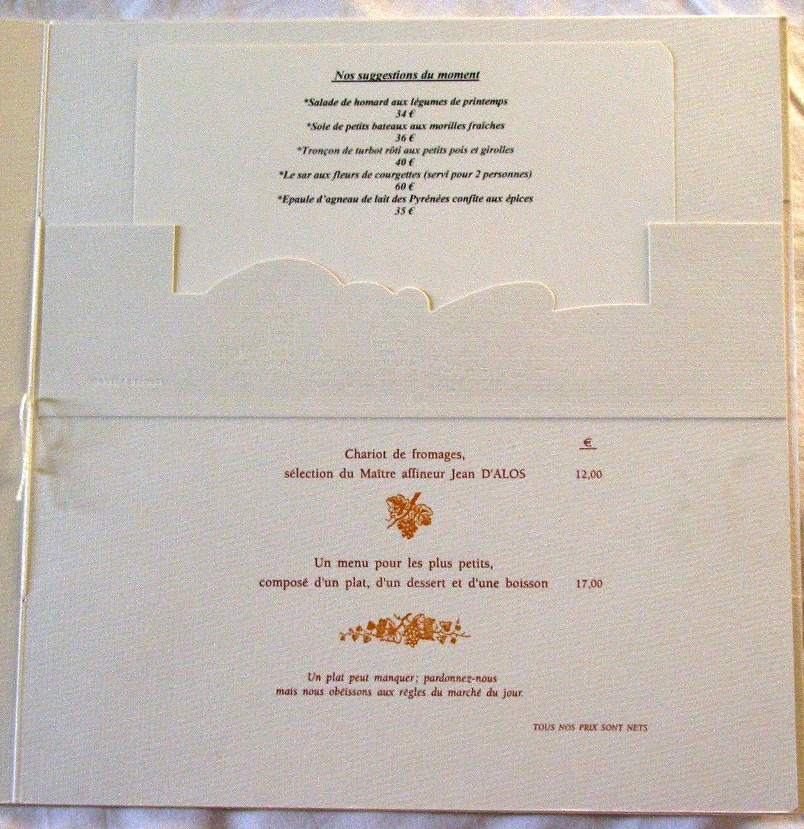 Nos suggestions du moment
*Salade de homard aux légumes de printemps
34 €
*Sole de petits bateaux aux morilles fraîches
36 €
*Tronçon de turbot rôti aux petits pois et girolles
40 €
*Le sar aux fleurs de courgettes (servi pour 2 personnes)
60 €
*Epaule d'agneau de lait des Pyrénées confite aux épices
35 €
€
Chariot de fromages,
sélection du Maître affineur Jean D'ALOS 12,00
Un menu pour les plus petits,
composé d'un plat, d'un dessert et d'une boisson 17,00
Un plat peut manquer ; pardonnez-nous
mais nous obéissons aux règles du marché du jour.
TOUS NOS PRIX SONT NETS